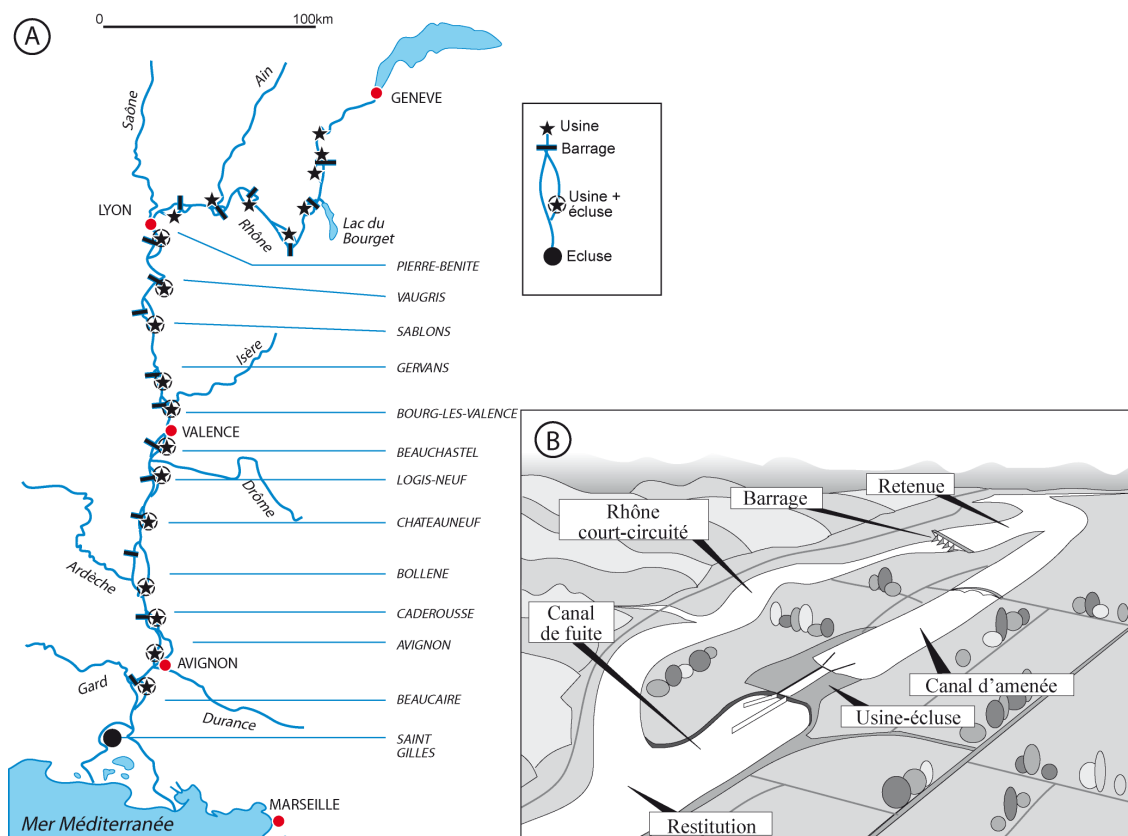 A
0
100km
GENEVE
Saône
Ain
LYON
Rhône
Lac du
Bourget
PIERRE-BENITE
VAUGRIS
SABLONS
Isère
GERVANS
BOURG-LES-VALENCE
VALENCE
BEAUCHASTEL
LOGIS-NEUF
Drôme
CHATEAUNEUF
Ardèche
BOLLENE
CADEROUSSE
AVIGNON
AVIGNON
Gard
BEAUCAIRE
Durance
SAINT
GILLES
MARSEILLE
Mer Méditerranée
Usine
Barrage
Usine +
écluse
Ecluse
B
Retenue
Barrage
Rhône
court-circuité
Canal
de fuite
Canal d'amenée
Usine-écluse
Restitution